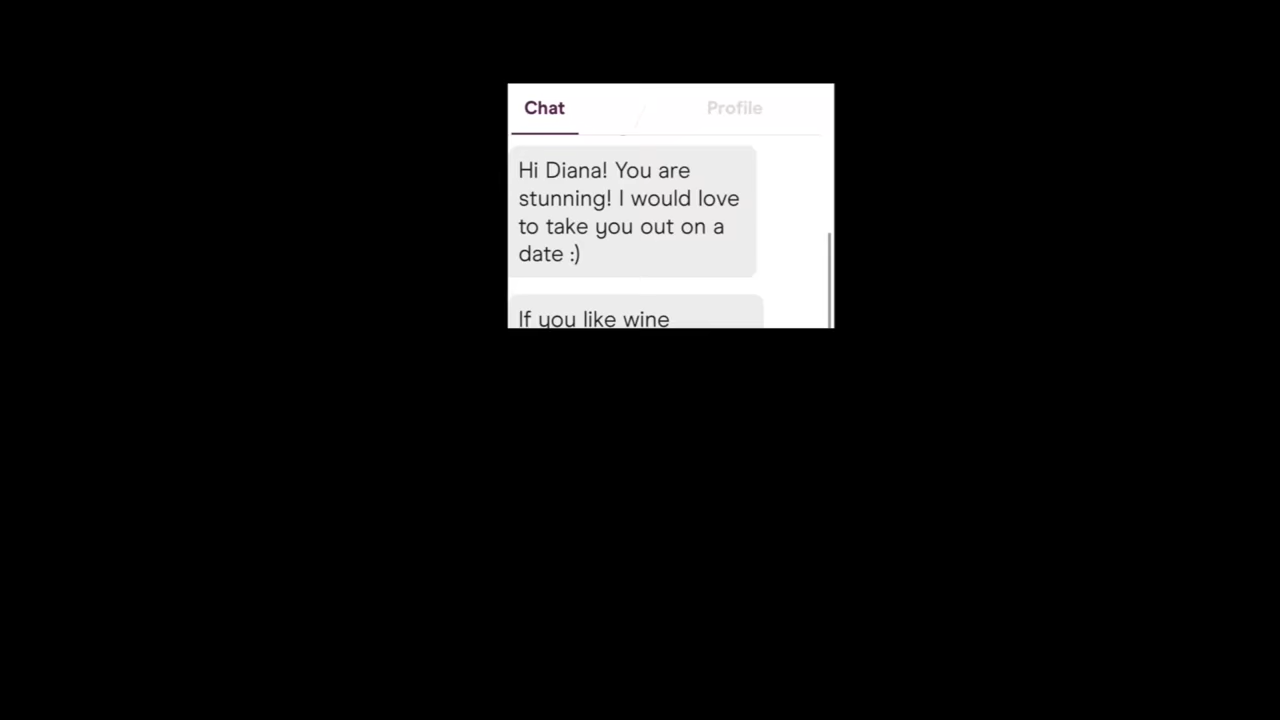 Chat Profile
Hi Diana! You are
stunning! I would love
to take you out on a
date :)
If you like wine